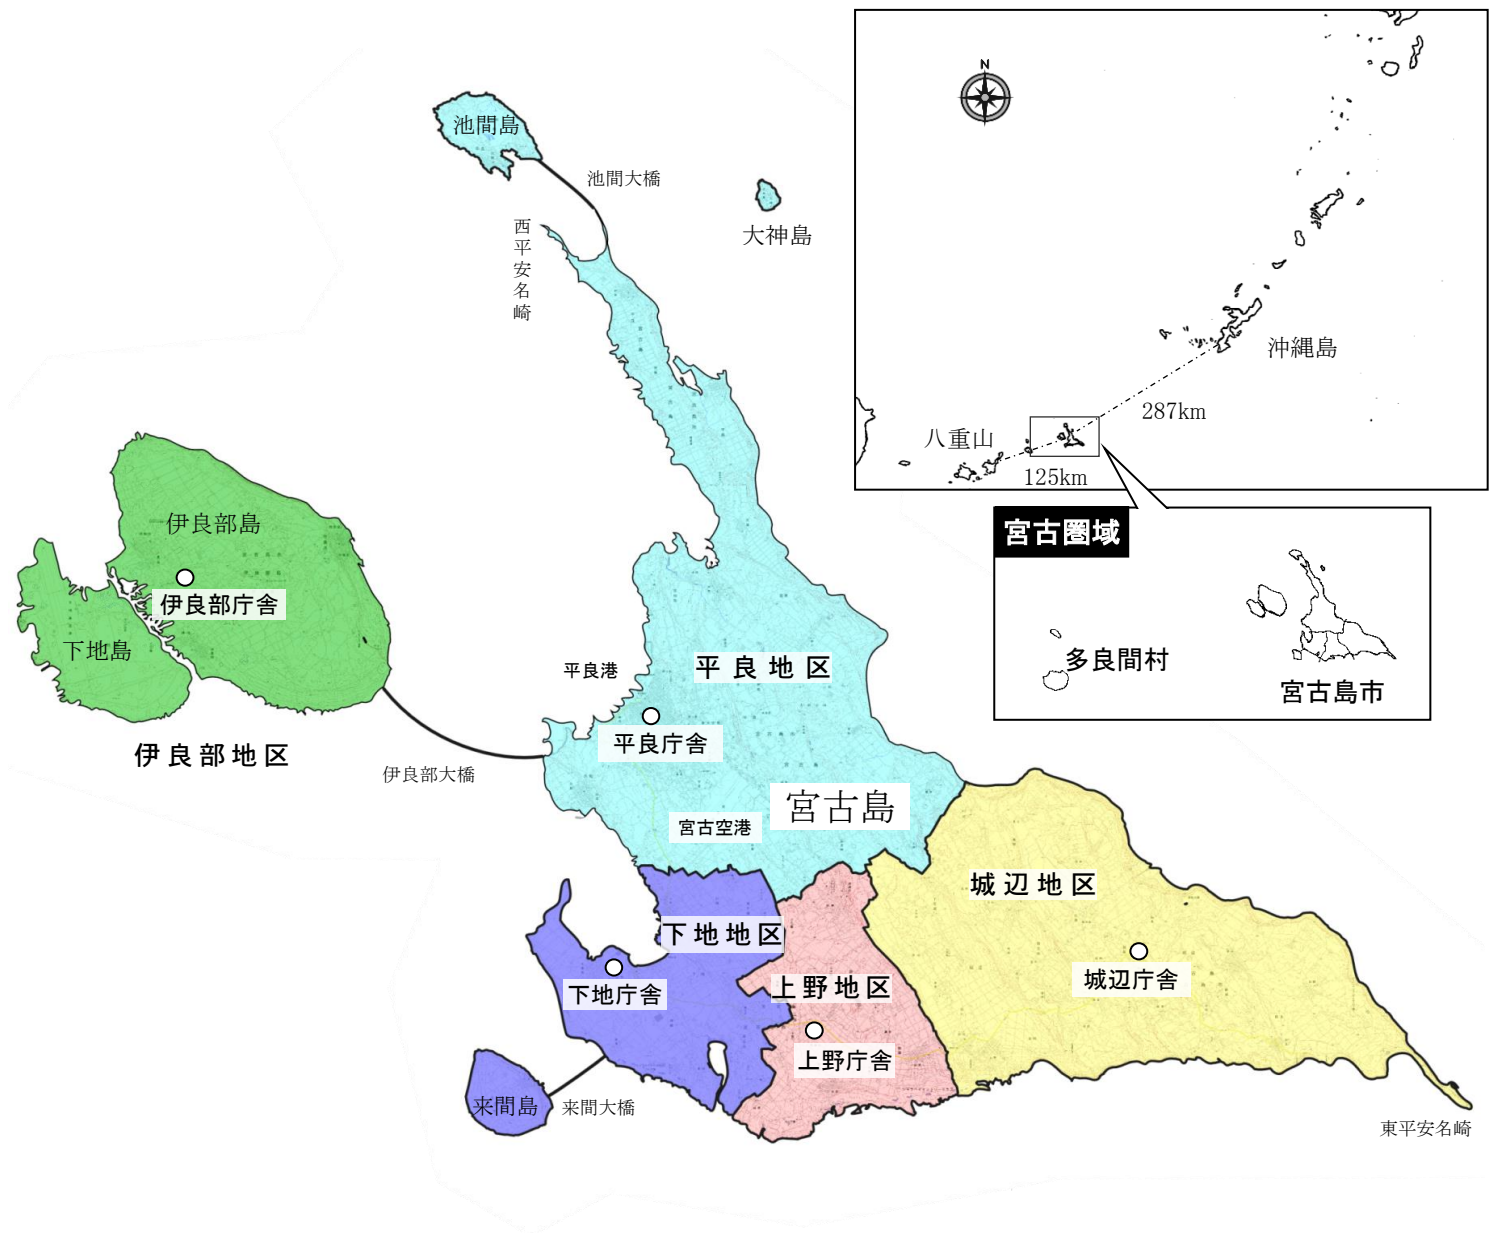 N
沖縄島
287km
八重山
125km
宮古圏域
多良間村
宮古島市
池間島
池間大橋
大神島
西平安名崎
伊良部島
伊良部庁舎
下地島
伊良部地区
伊良部大橋
平良港
平良地区
平良庁舎
宮古島
宮古空港
下地地区
下地庁舎
城辺地区
城辺庁舎
上野地区
上野庁舎
来間島
来間大橋
東平安名崎